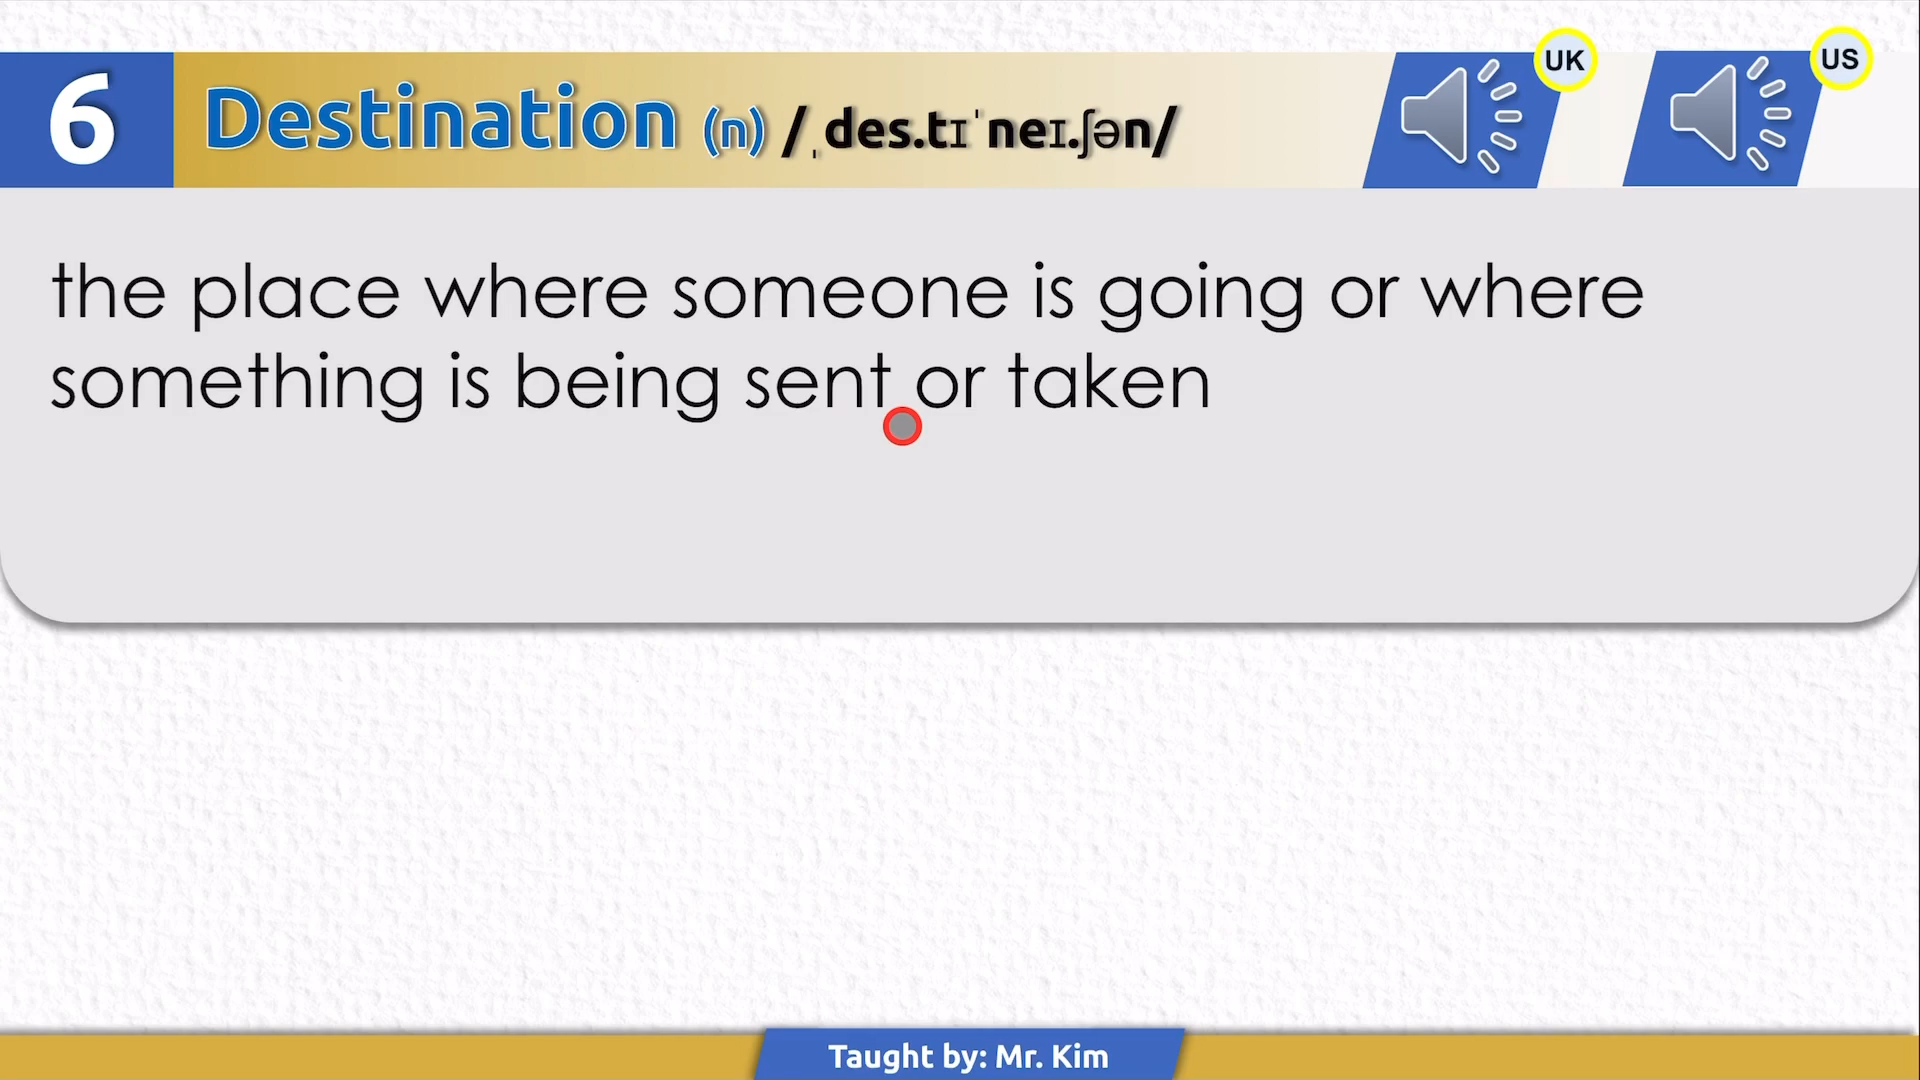 6
Destination (n) /ˌdes.tɪˈneɪ.ʃən/
UK
US
the place where someone is going or where
something is being sent or taken
Taught by: Mr. Kim